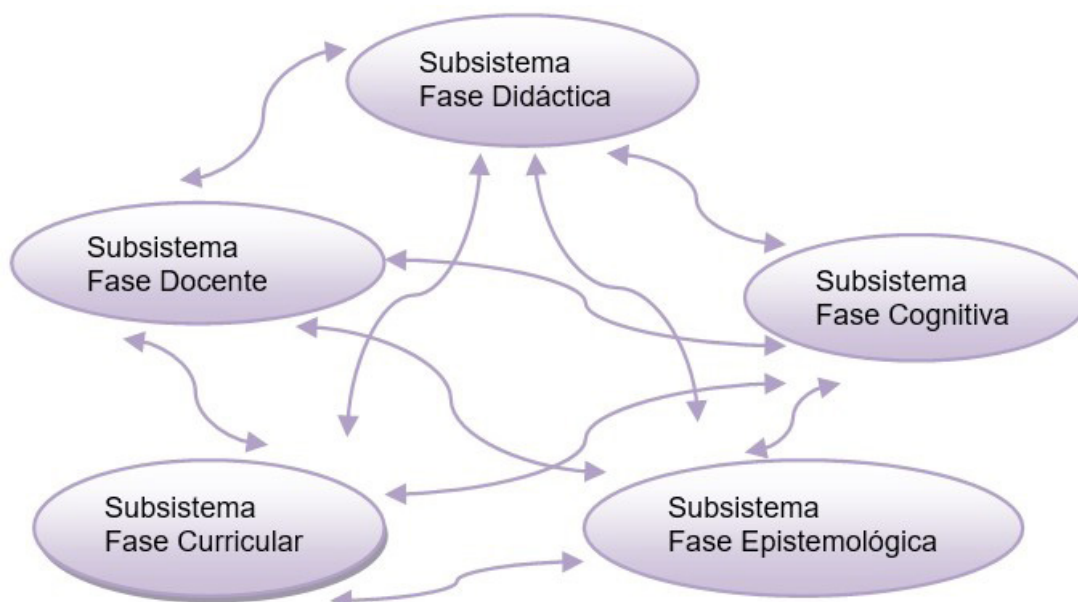 Subsistema
Fase Didáctica
Subsistema
Fase Docente
Subsistema
Fase Cognitiva
Subsistema
Fase Curricular
Subsistema
Fase Epistemológica